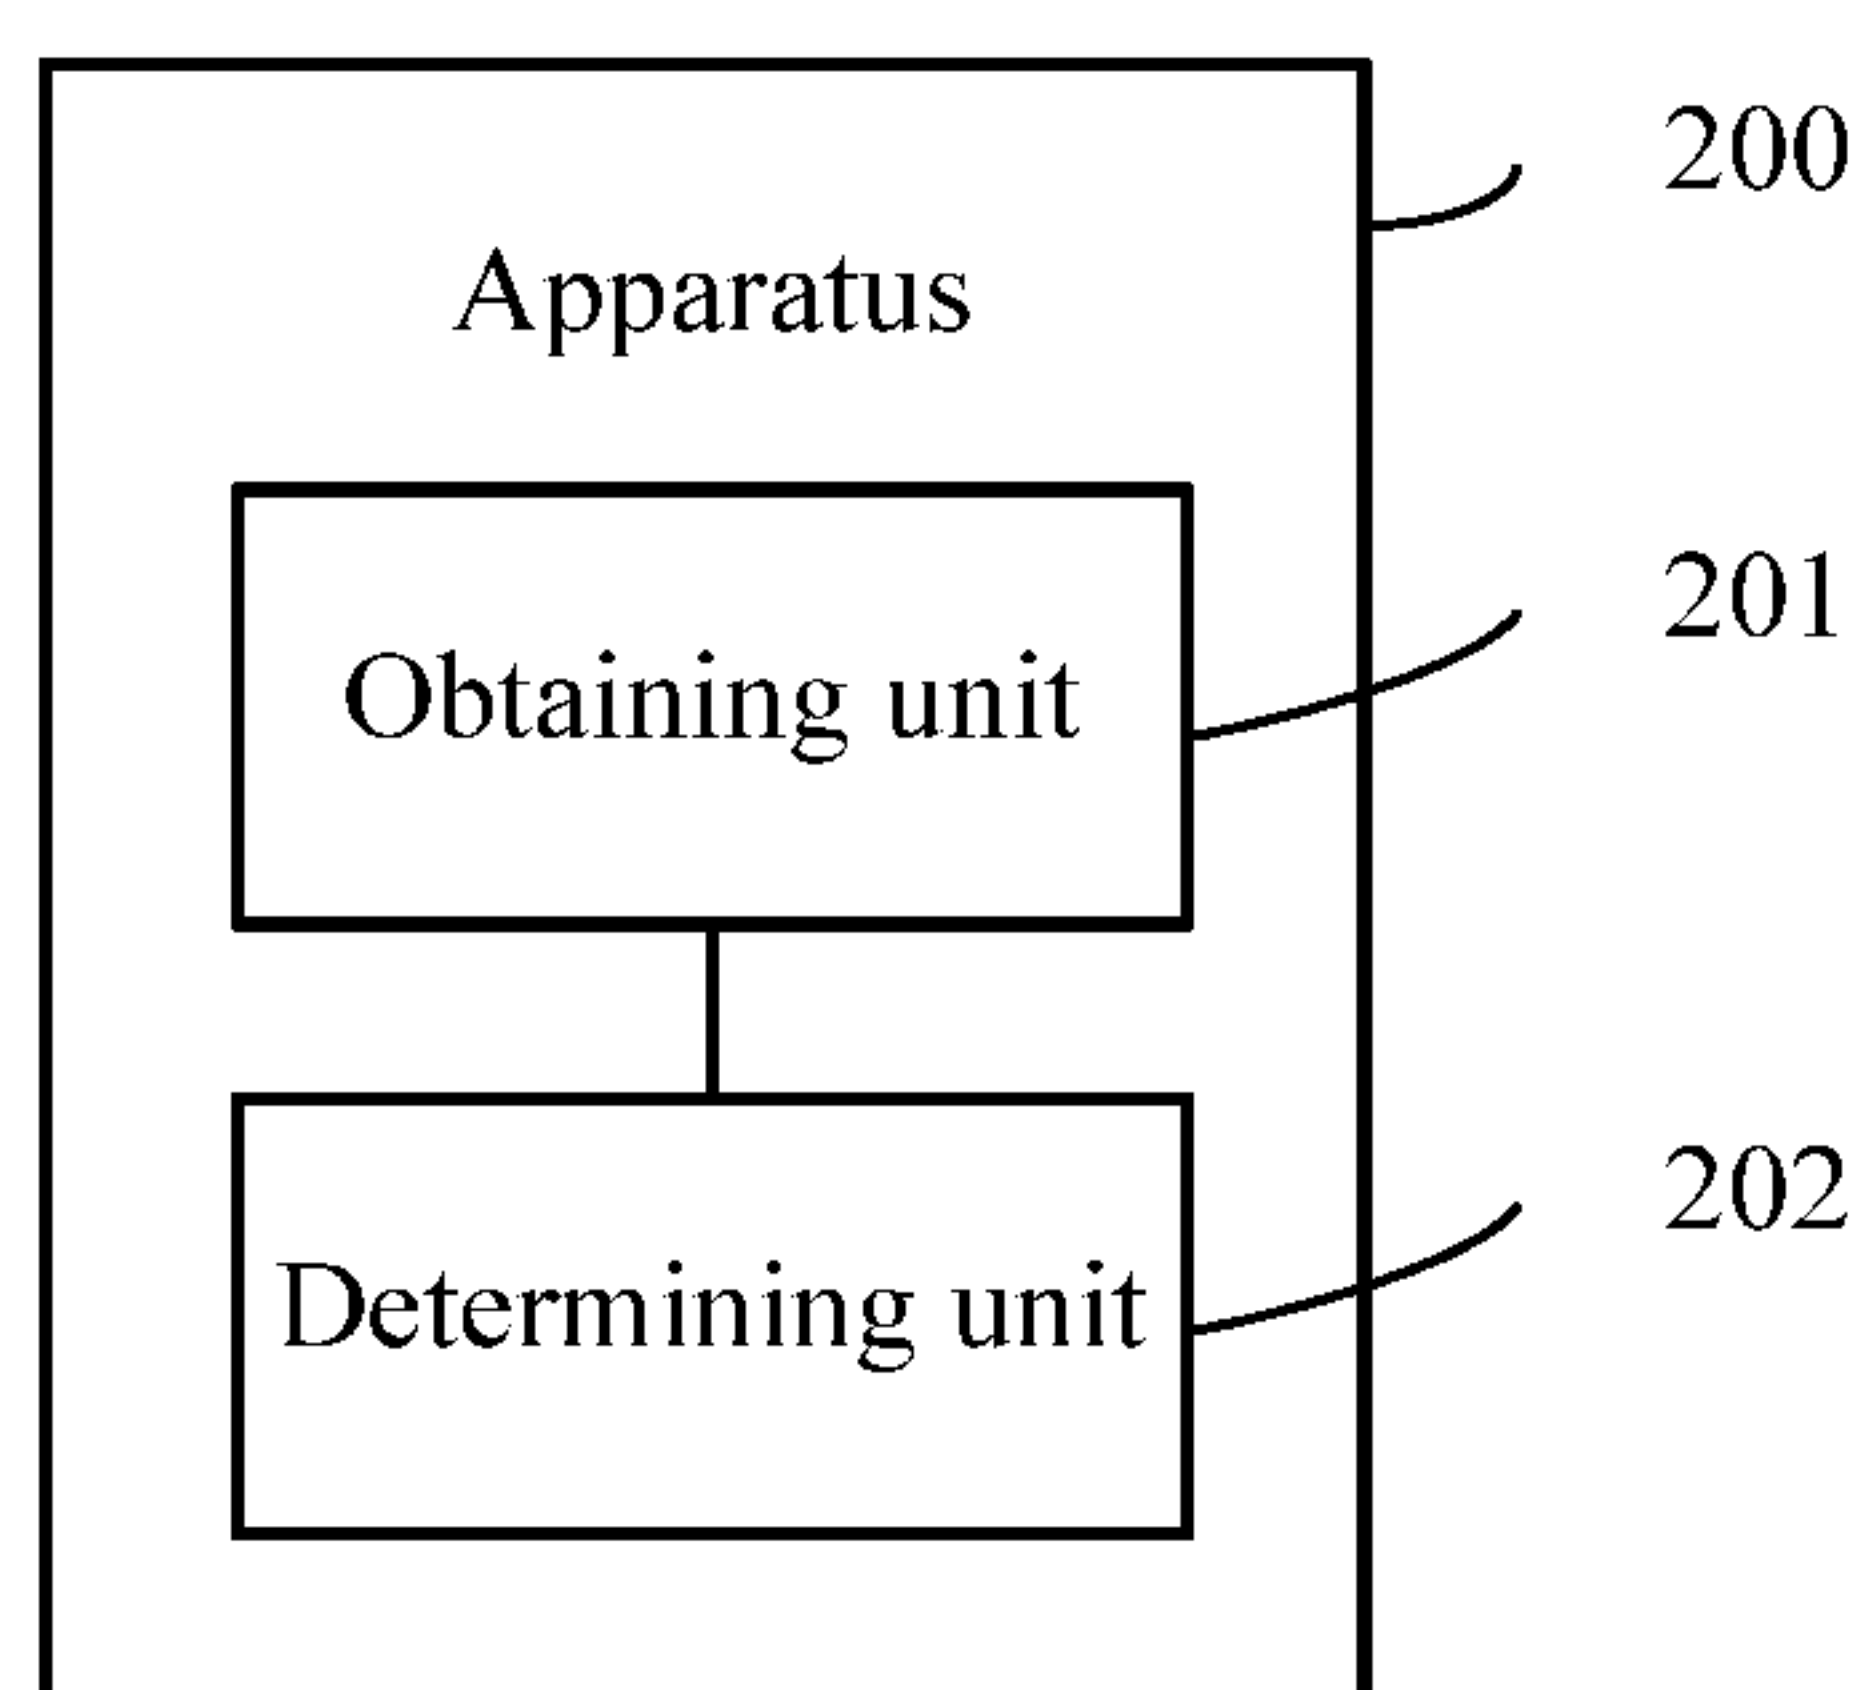 200
Apparatus
201
Obtaining unit
202
Determining unit